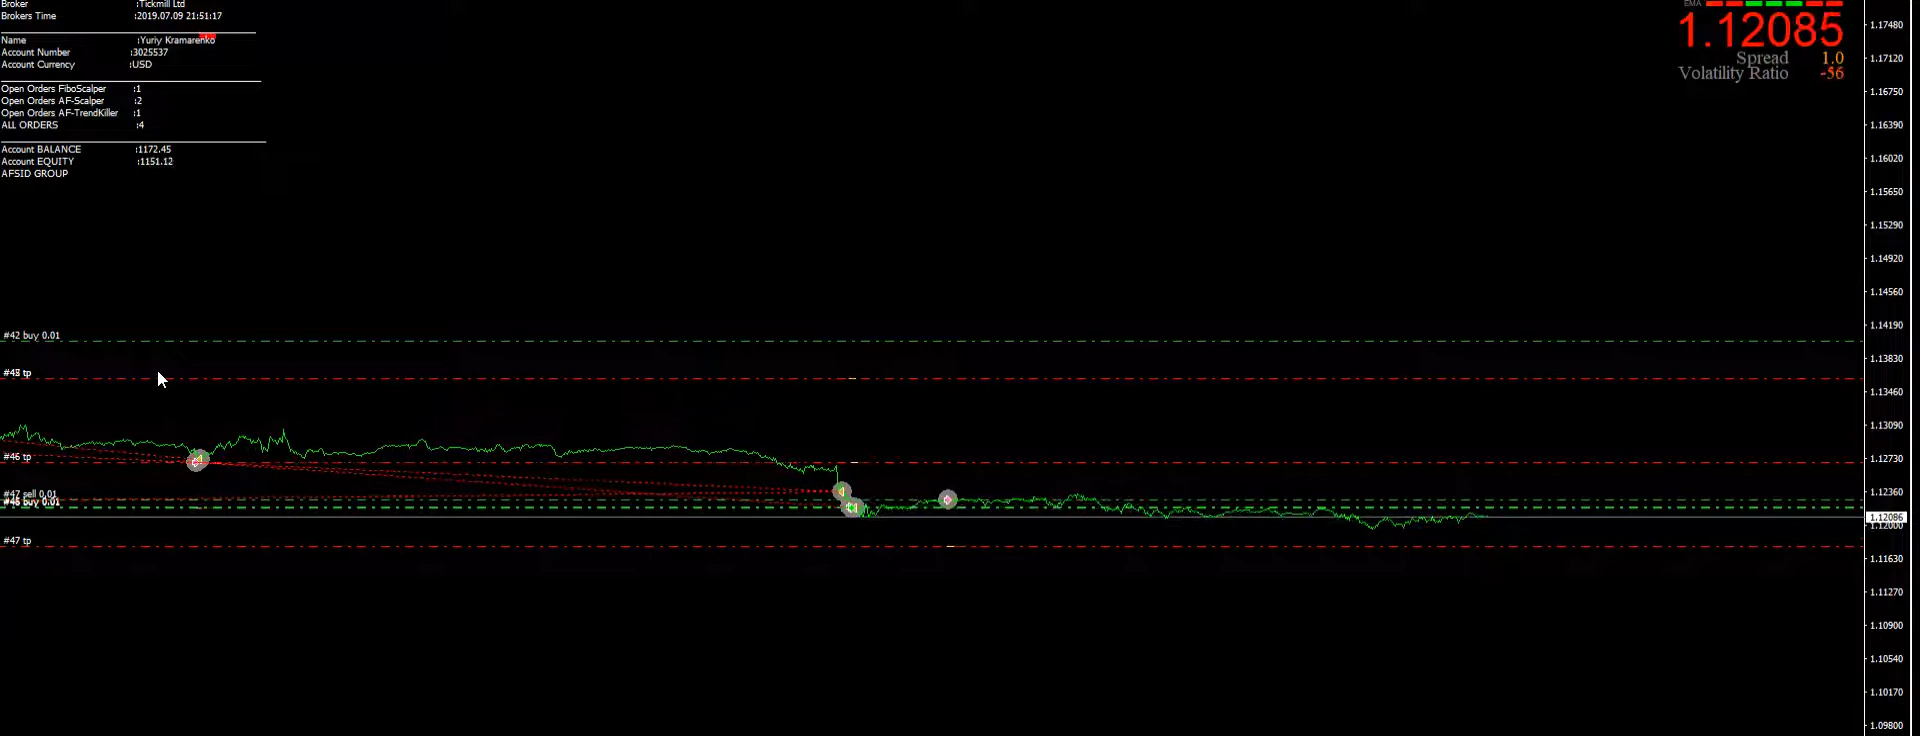 Broker :Tickmill Ltd
Brokers Time :2019.07.09 21:51:17
Name :Yuriy Kramarenko
Account Number :3025537
Account Currency :USD
Open Orders FiboScalper :1
Open Orders AF-Scalper :2
Open Orders AF-TrendKiller :1
ALL ORDERS :4
Account BALANCE :1172.45
Account EQUITY :1151.12
AFSID GROUP
EMA
1.12085
Spread 1.0
Volatility Ratio -56
#42 buy 0.01
tp
#46 tp
#47 sell 0.01
buy 0.01
#47 tp
1.17480
1.17120
1.16750
1.16390
1.16020
1.15650
1.15290
1.14920
1.14560
1.14190
1.13830
1.13460
1.13090
1.12730
1.12360
1.12086
1.12000
1.11630
1.11270
1.10900
1.10540
1.10170
1.09800